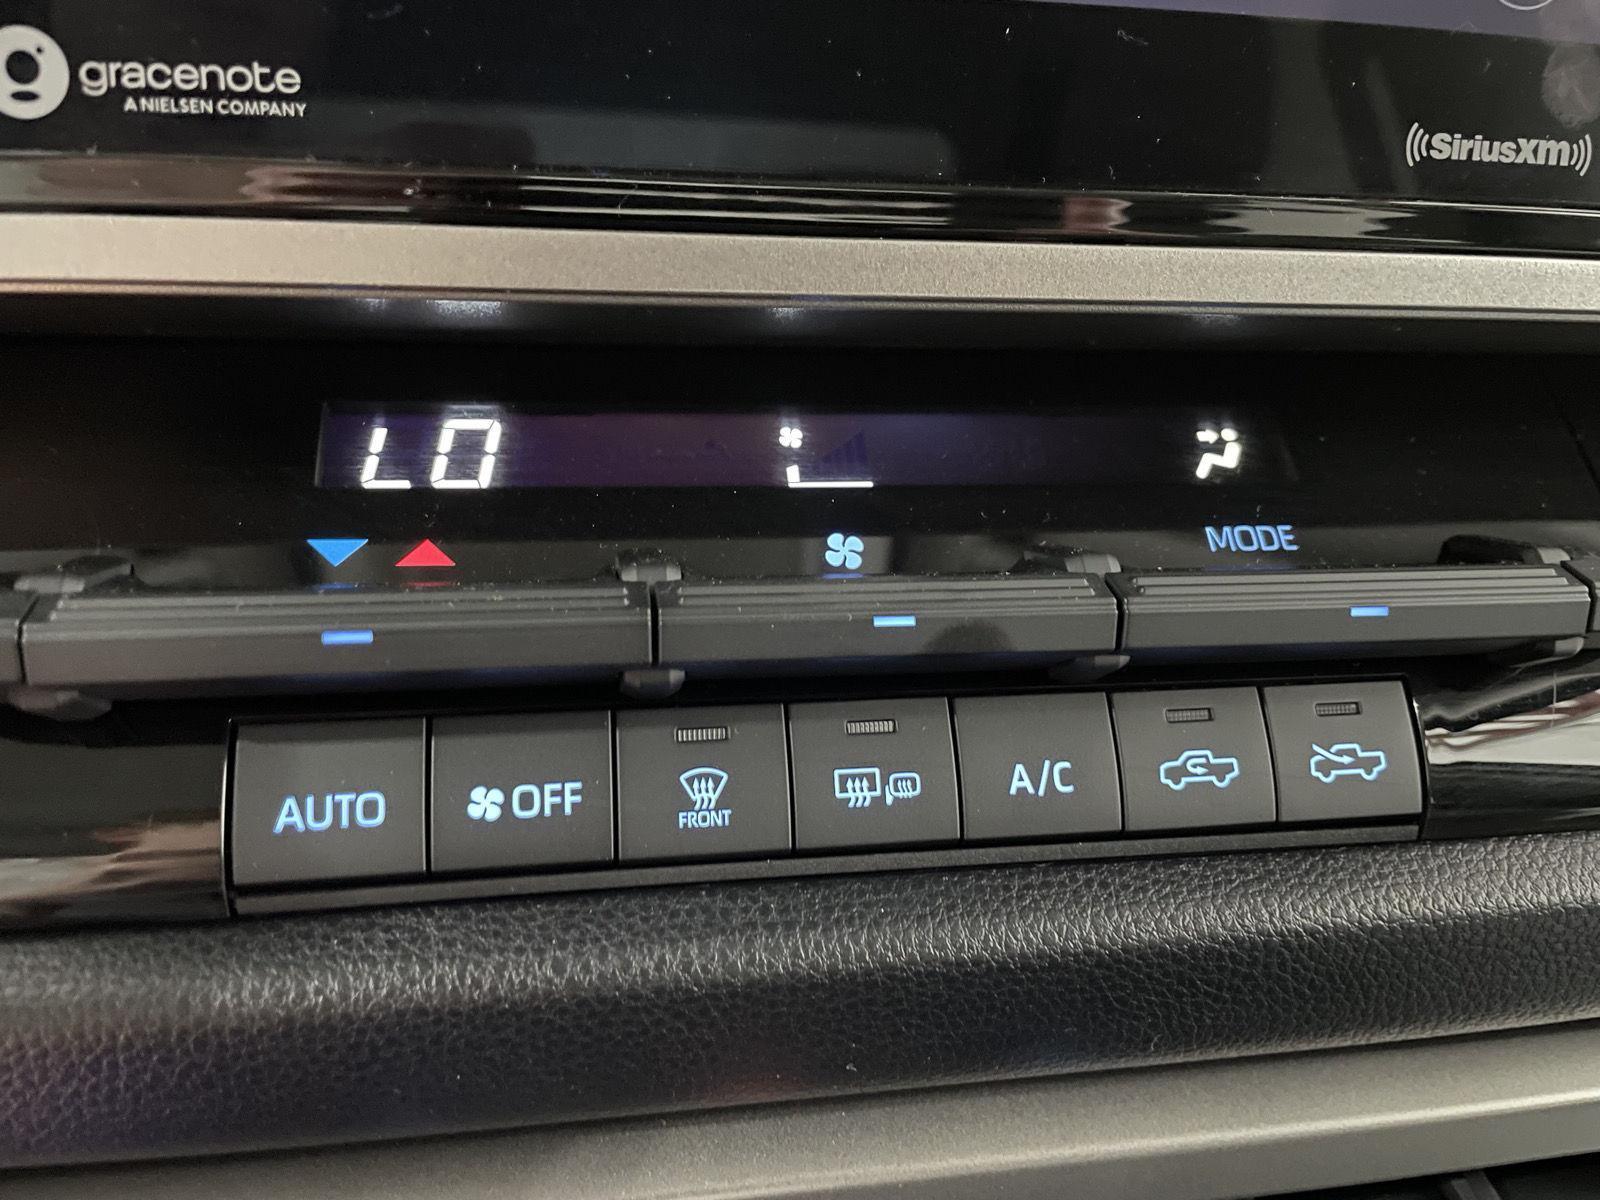 gracenote
A NIELSEN COMPANY
SiriusXM
LO
MODE
AUTO
OFF
FRONT
A/C